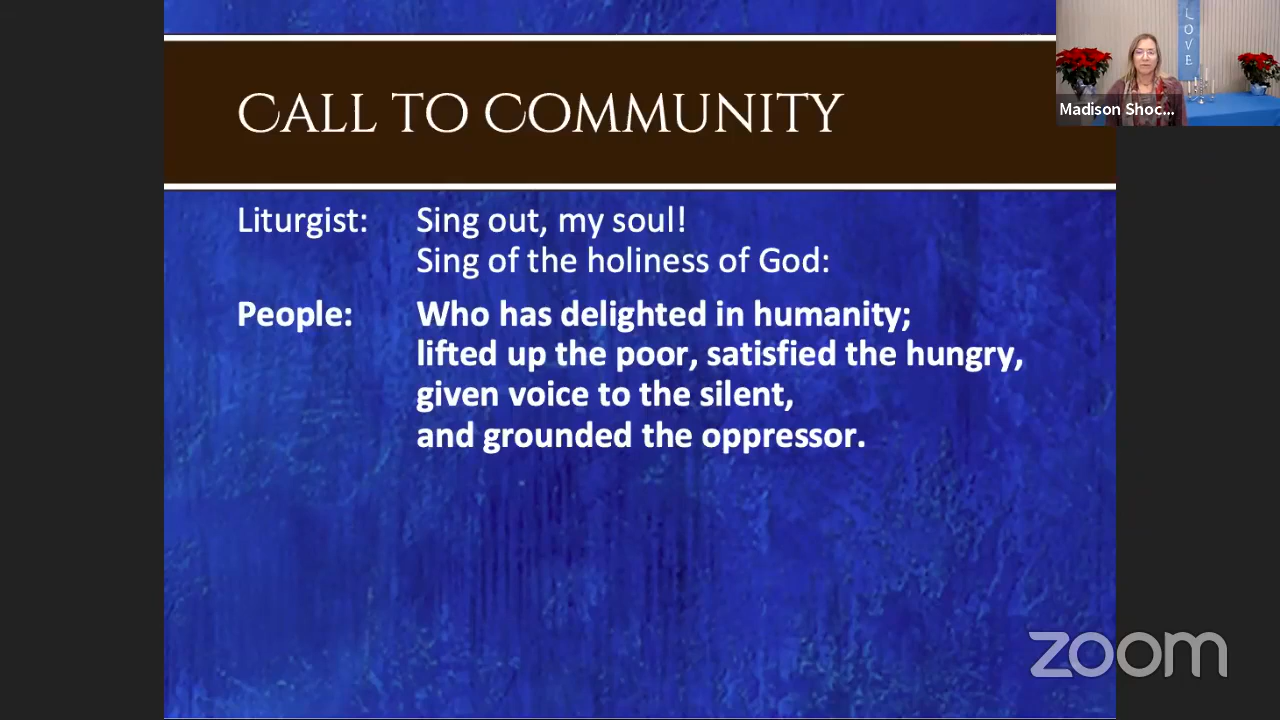 CALL TO COMMUNITY
LOVE
Madison Shoc...
Liturgist: Sing out, my soul!
Sing of the holiness of God:
People: Who has delighted in humanity;
lifted up the poor, satisfied the hungry,
given voice to the silent,
and grounded the oppressor.
zoom